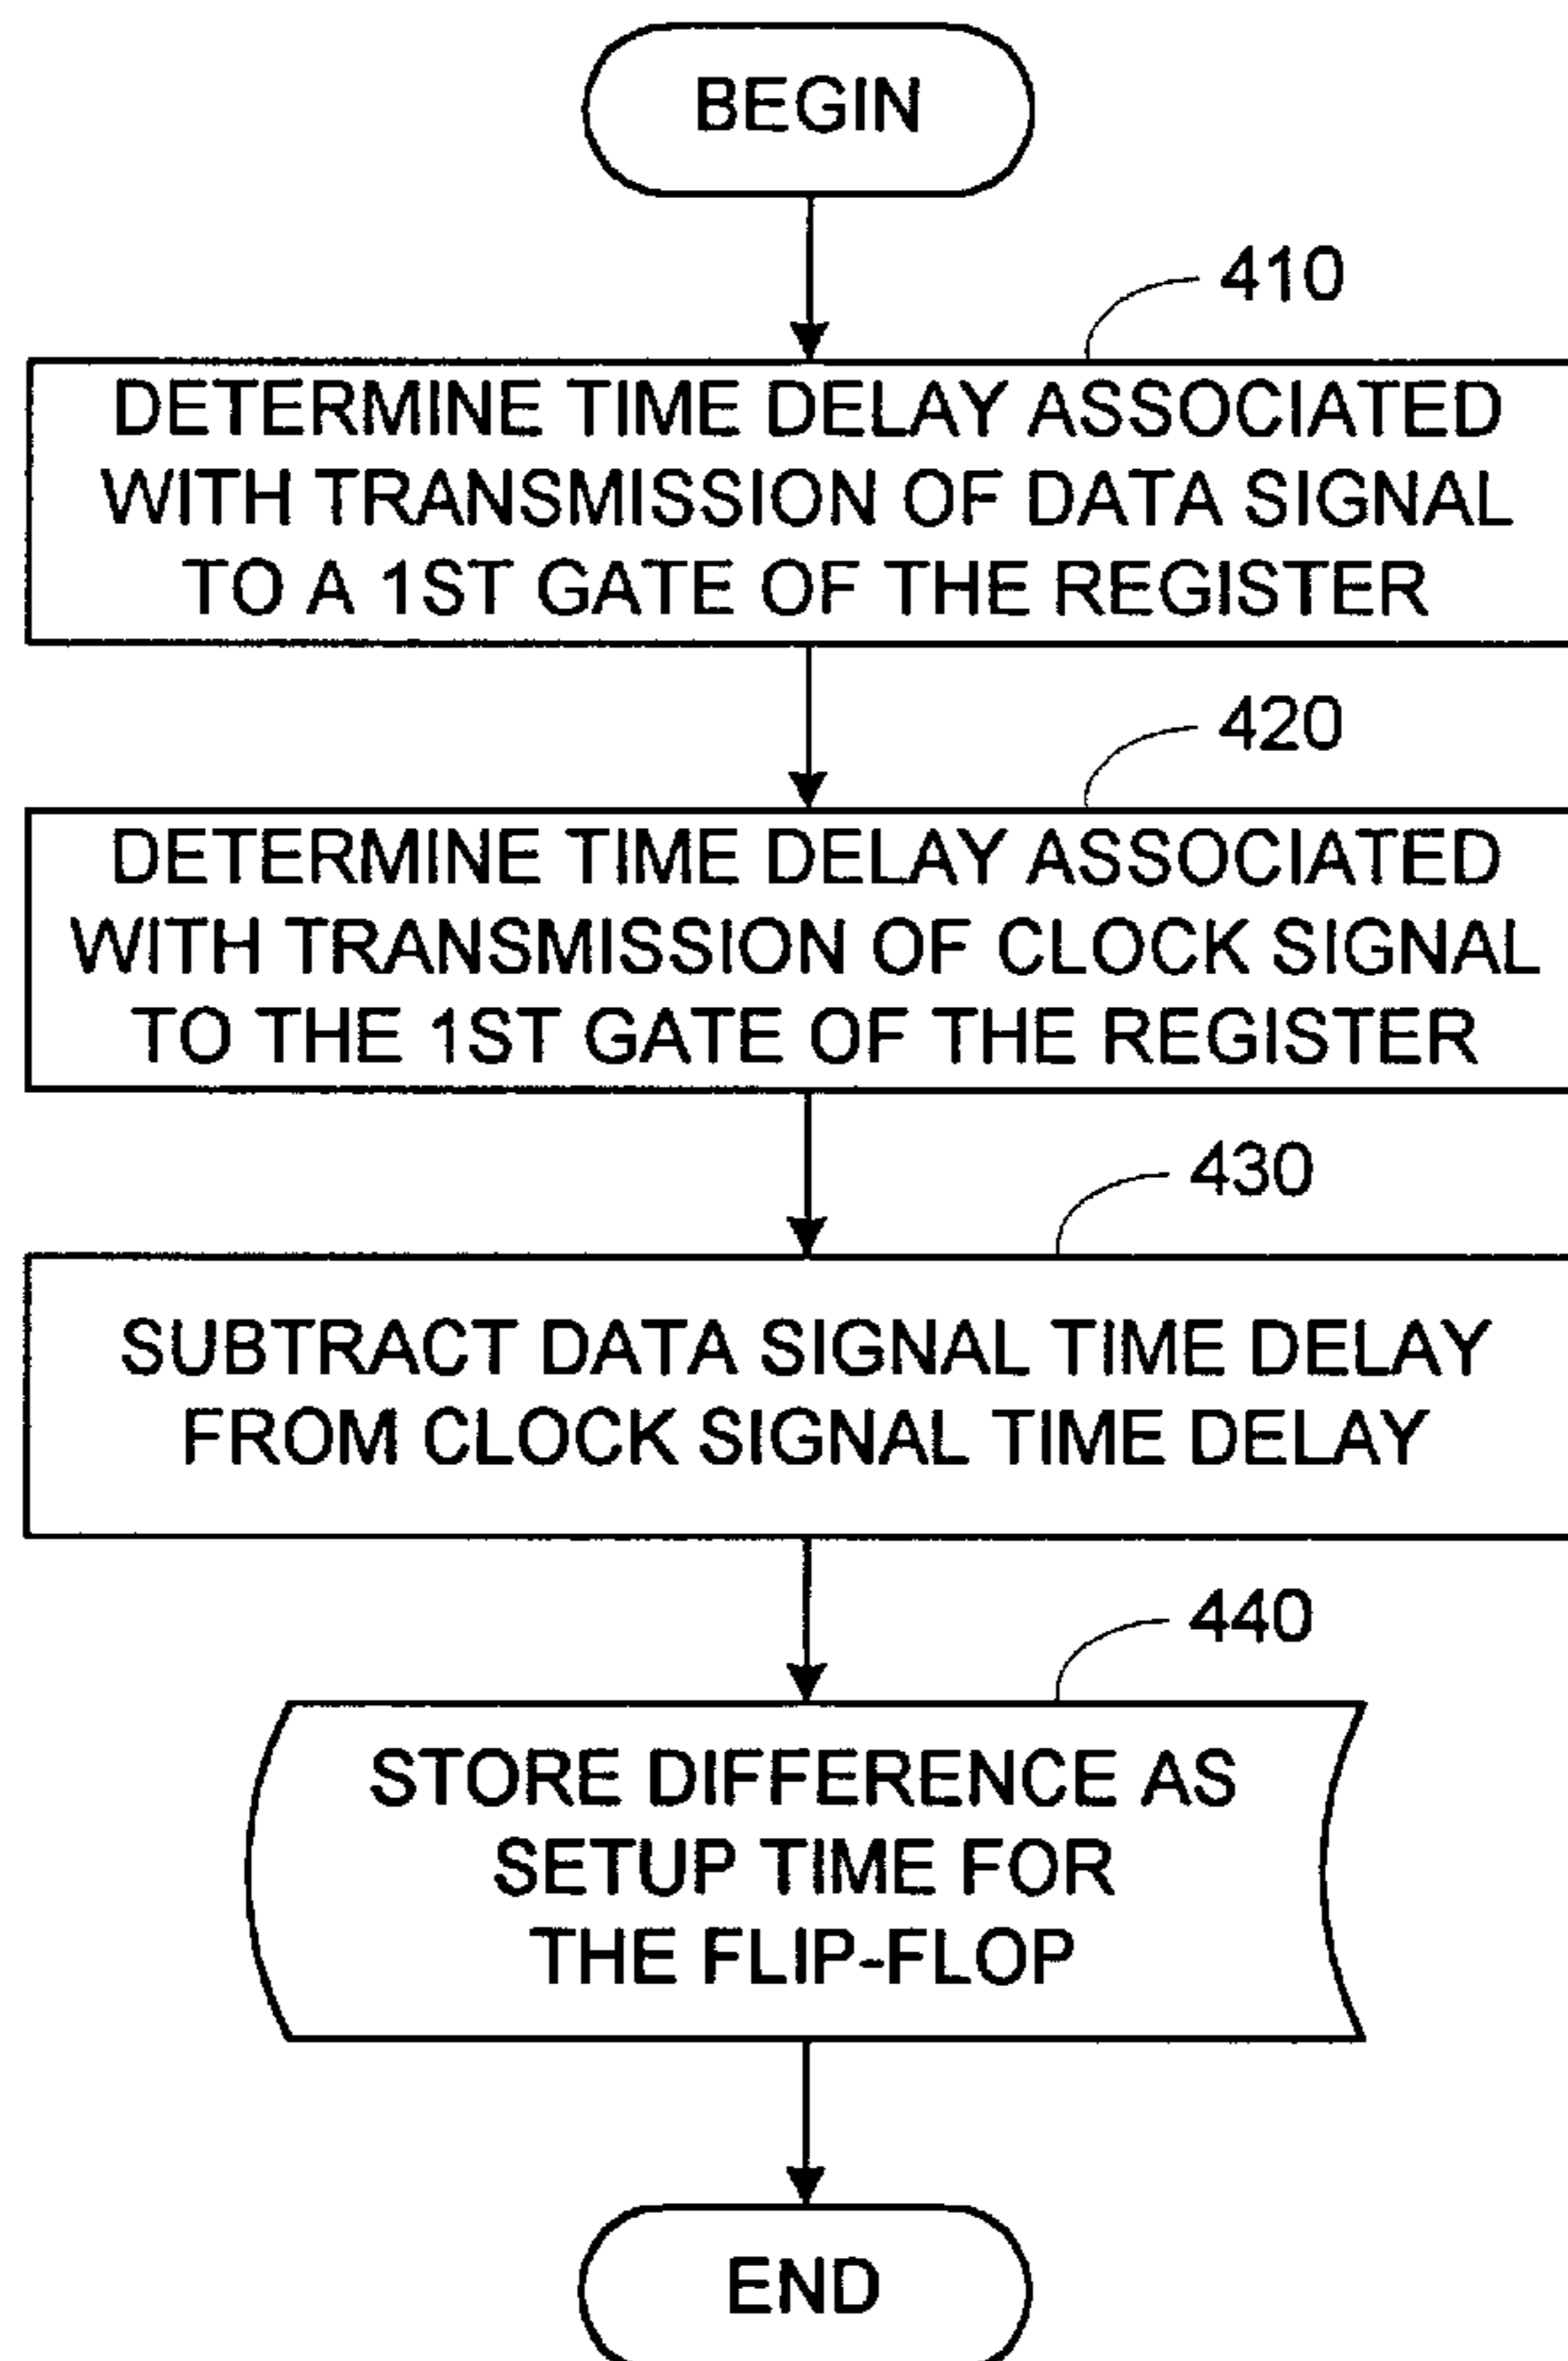 BEGIN
410
DETERMINE TIME DELAY ASSOCIATED
WITH TRANSMISSION OF DATA SIGNAL
TO A 1ST GATE OF THE REGISTER
420
DETERMINE TIME DELAY ASSOCIATED
WITH TRANSMISSION OF CLOCK SIGNAL
TO THE 1ST GATE OF THE REGISTER
430
SUBTRACT DATA SIGNAL TIME DELAY
FROM CLOCK SIGNAL TIME DELAY
440
STORE DIFFERENCE AS
SETUP TIME FOR
THE FLIP-FLOP
END